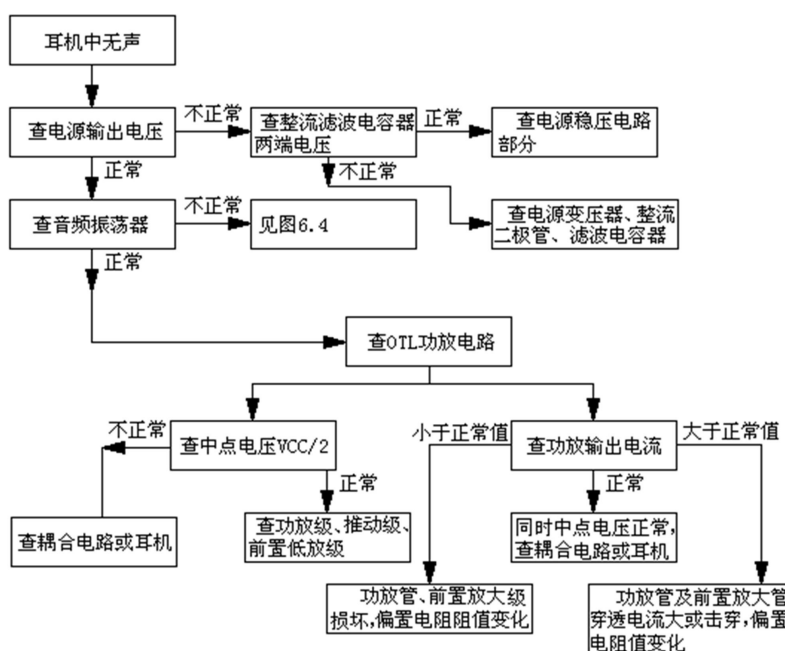 耳机中无声
查电源输出电压
不正常
查整流滤波电容器
两端电压
正常
查电源稳压电路
部分
正常
不正常
查音频振荡器
不正常
见图6.4
查电源变压器、整流
二极管、滤波电容器
正常
查OTL功放电路
不正常
查中点电压VCC/2
小于正常值
查功放输出电流
大于正常值
正常
正常
查耦合电路或耳机
查功放级、推动级、
前置低放级
同时中点电压正常,
查耦合电路或耳机
功放管、前置放大级
损坏,偏置电阻阻值变化
功放管及前置放大管
穿透电流大或击穿,偏置
电阻阻值变化